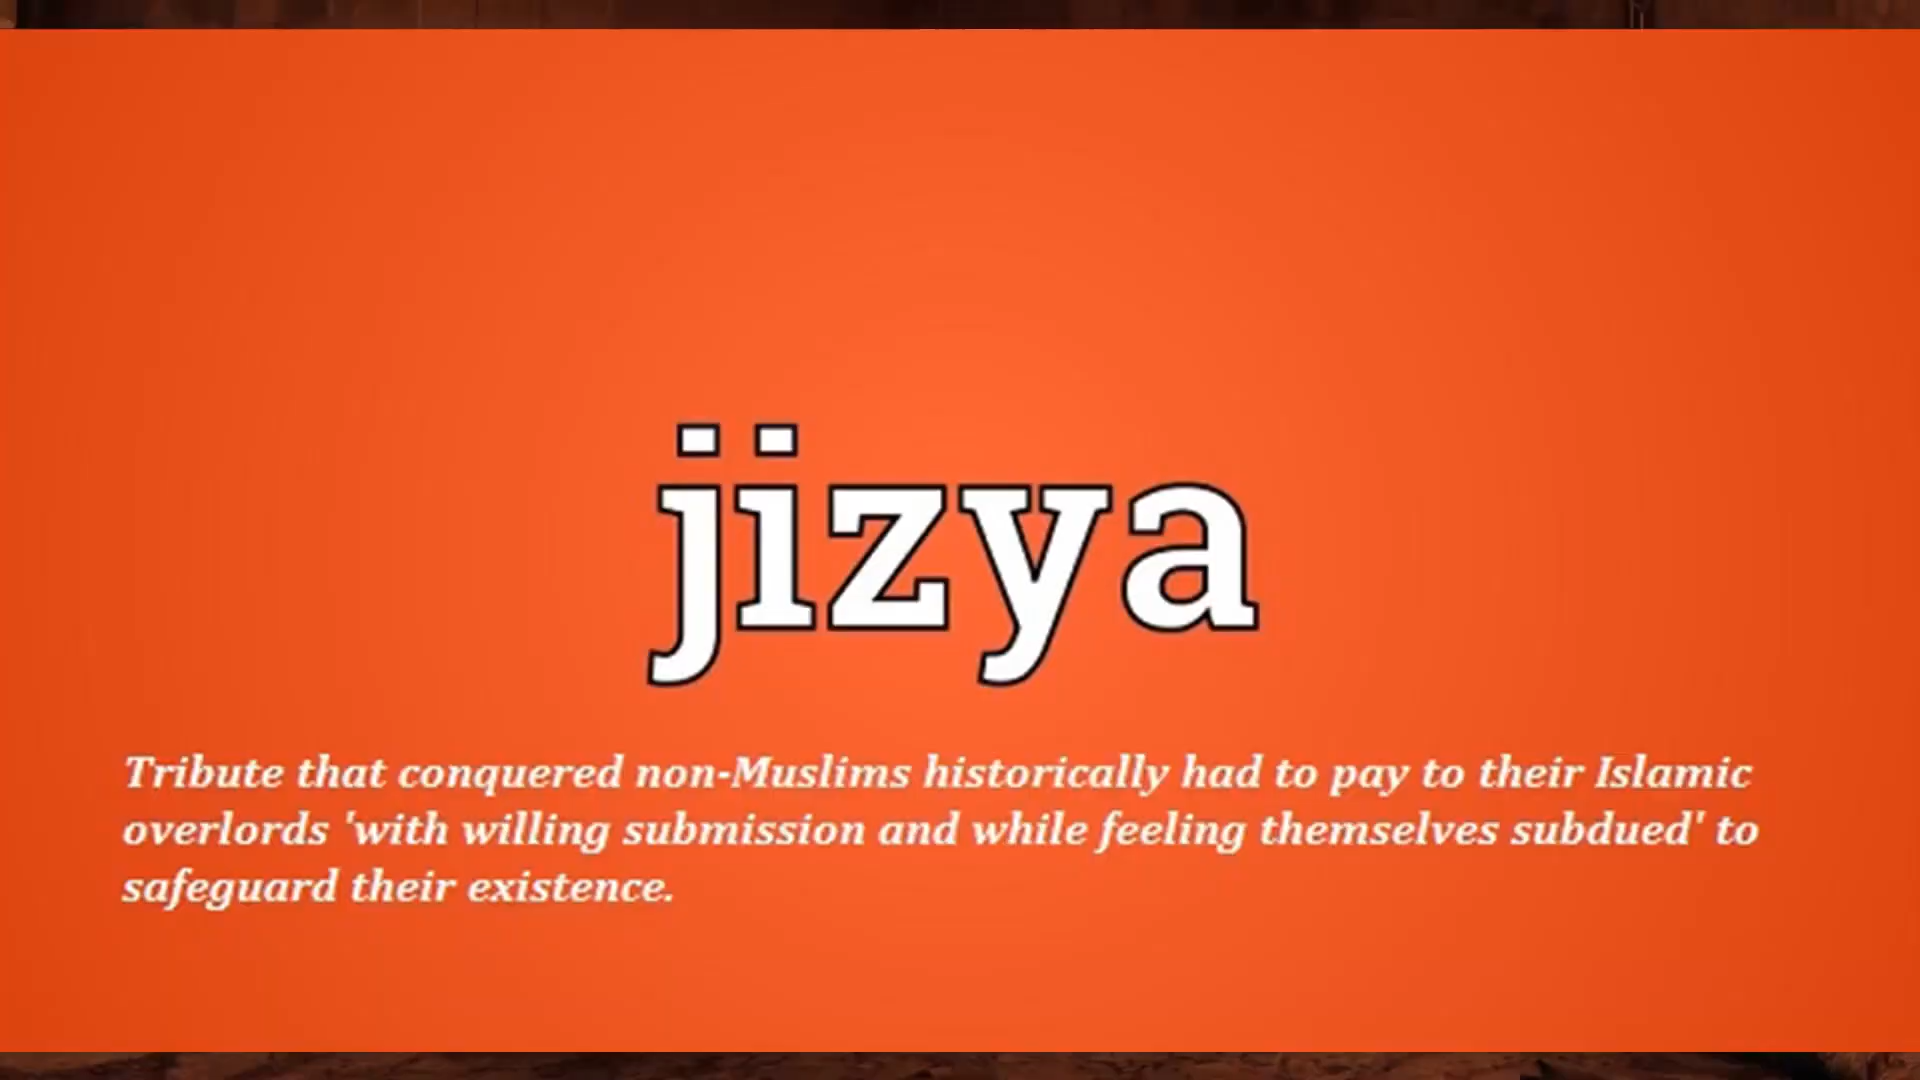 jizya
Tribute that conquered non-Muslims historically had to pay to their Islamic
overlords 'with willing submission and while feeling themselves subdued' to
safeguard their existence.